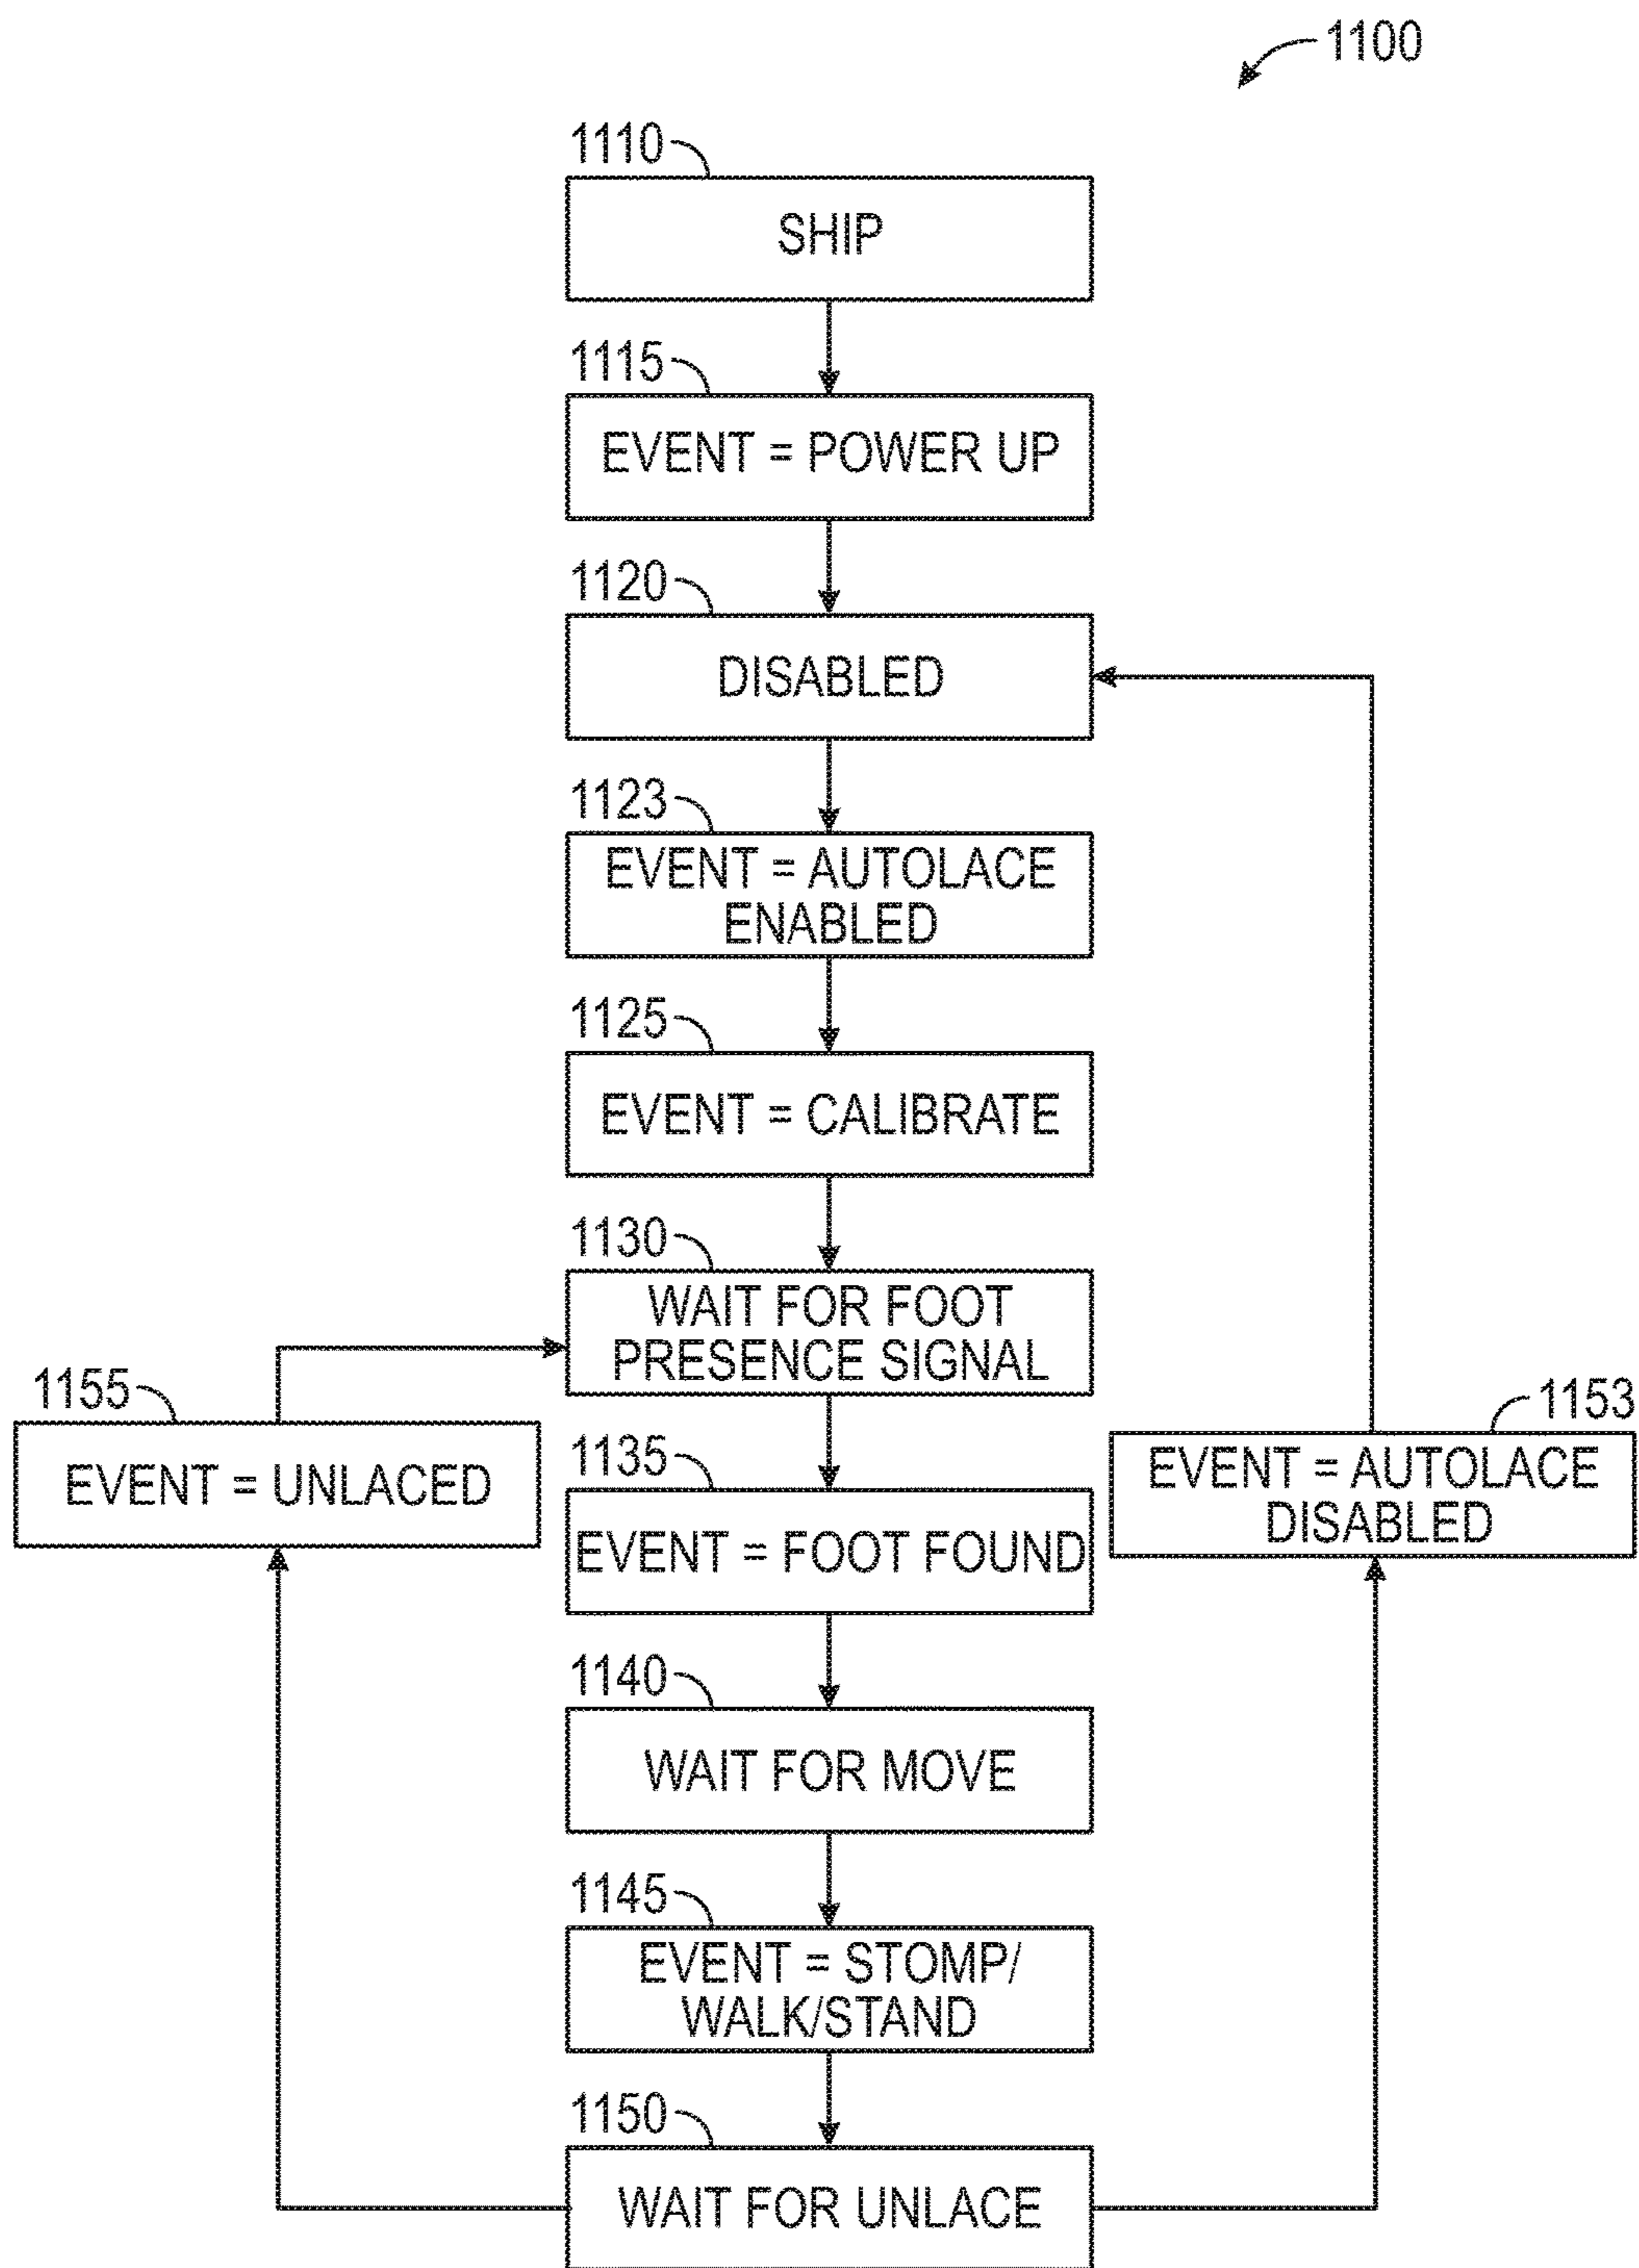 1100
1110
SHIP
1115
EVENT = POWER UP
1120
DISABLED
1123
EVENT = AUTOLACE
ENABLED
1125
EVENT = CALIBRATE
1130
WAIT FOR FOOT
PRESENCE SIGNAL
1155
EVENT = UNLACED
1153
EVENT = AUTOLACE
DISABLED
1135
EVENT = FOOT FOUND
1140
WAIT FOR MOVE
1145
EVENT = STOMP/
WALK/STAND
1150
WAIT FOR UNLACE